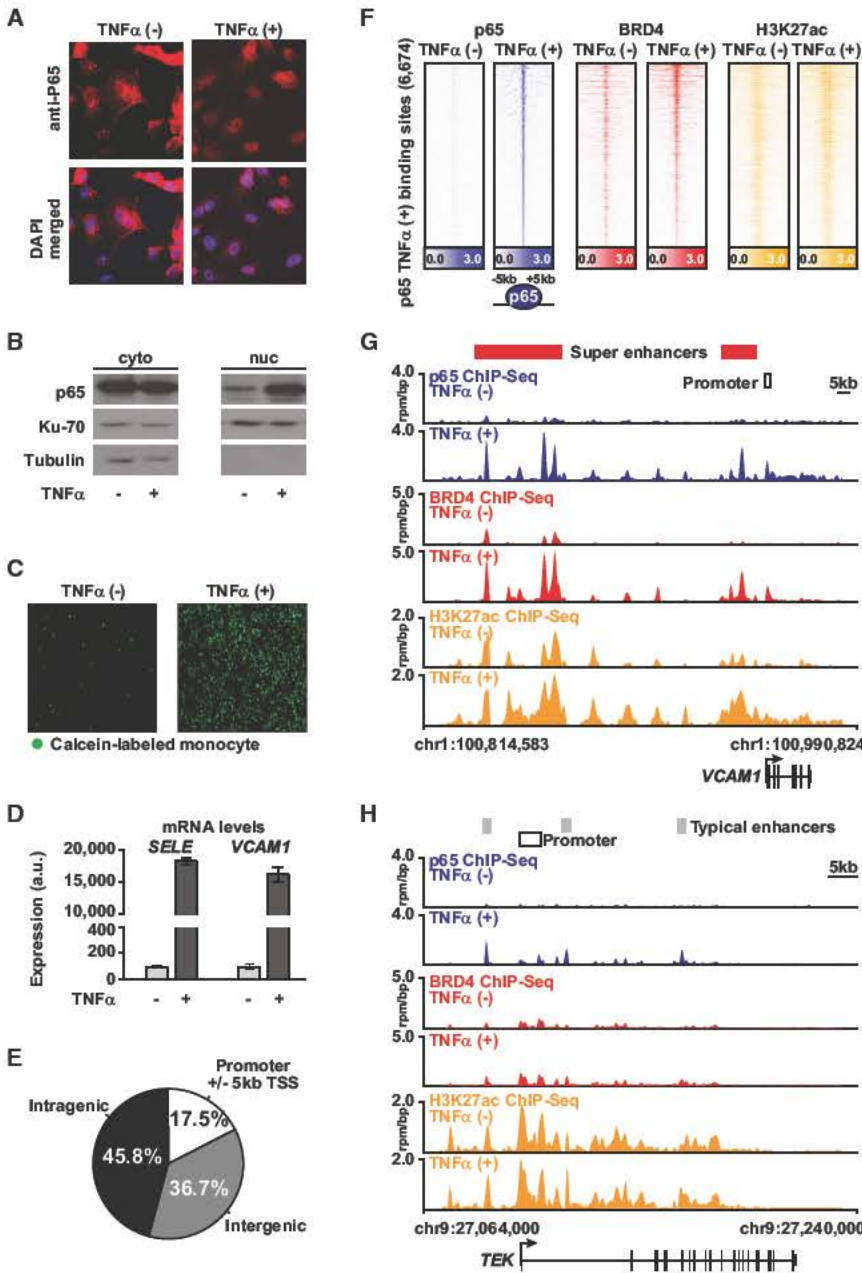 A
TNFα (-)
TNFα (+)
anti-P65
DAPI
merged
B
cyto
nuc
p65
Ku-70
Tubulin
TNFα
-
+
-
+
C
TNFα (-)
TNFα (+)
Calcein-labeled monocyte
D
mRNA levels
SELE
VCAM1
Expression (a.u.)
20,000
15,000
10,000
400
200
0
TNFα
-
+
-
+
E
Promoter
+/- 5kb TSS
17.5%
Intragenic
45.8%
36.7%
Intergenic
F
p65
BRD4
H3K27ac
TNFα (-)
TNFα (+)
TNFα (-)
TNFα (+)
TNFα (-)
TNFα (+)
p65 TNFα (+) binding sites (6,674)
0.0 3.0
0.0 3.0
0.0 3.0
0.0 3.0
0.0 3.0
0.0 3.0
-5kb +5kb
p65
G
Super enhancers
4.0
rpm/bp
p65 ChIP-Seq
TNFα (-)
Promoter
5kb
4.0
TNFα (+)
5.0
rpm/bp
BRD4 ChIP-Seq
TNFα (-)
5.0
TNFα (+)
2.0
rpm/bp
H3K27ac ChIP-Seq
TNFα (-)
2.0
TNFα (+)
chr1:100,814,583
chr1:100,990,824
VCAM1
H
Typical enhancers
Promoter
4.0
rpm/bp
p65 ChIP-Seq
TNFα (-)
5kb
4.0
TNFα (+)
5.0
rpm/bp
BRD4 ChIP-Seq
TNFα (-)
5.0
TNFα (+)
2.0
rpm/bp
H3K27ac ChIP-Seq
TNFα (-)
2.0
TNFα (+)
chr9:27,064,000
chr9:27,240,000
TEK